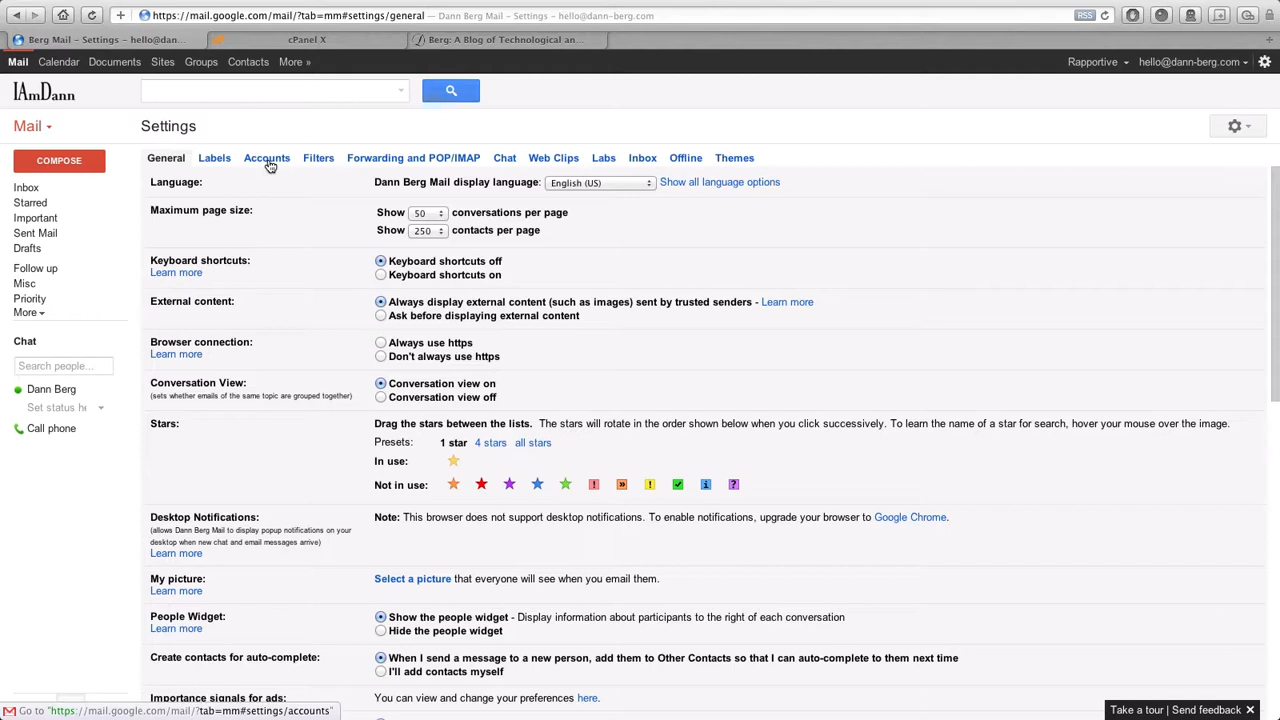 https://mail.google.com/mail/?tab=mm#settings/general — Dann Berg Mail – Settings – hello@dann-berg.com
RSS
Berg Mail – Settings – hello@dann...
cPanel X
Berg: A Blog of Technological an...
Mail Calendar Documents Sites Groups Contacts More »
Rapportive hello@dann-berg.com
IAmDann
Mail
Settings
COMPOSE
General Labels Accounts Filters Forwarding and POP/IMAP Chat Web Clips Labs Inbox Offline Themes
Inbox
Starred
Important
Sent Mail
Drafts
Follow up
Misc
Priority
More
Chat
Search people...
Dann Berg
Set status he
Call phone
Language: Dann Berg Mail display language: English (US) Show all language options
Maximum page size: Show 50 conversations per page
Show 250 contacts per page
Keyboard shortcuts: Keyboard shortcuts off
Learn more Keyboard shortcuts on
External content: Always display external content (such as images) sent by trusted senders - Learn more
Ask before displaying external content
Browser connection: Always use https
Learn more Don't always use https
Conversation View: Conversation view on
(sets whether emails of the same topic are grouped together) Conversation view off
Stars: Drag the stars between the lists. The stars will rotate in the order shown below when you click successively. To learn the name of a star for search, hover your mouse over the image.
Presets: 1 star 4 stars all stars
In use:
Not in use: ! » ! i ?
Desktop Notifications: Note: This browser does not support desktop notifications. To enable notifications, upgrade your browser to Google Chrome.
(allows Dann Berg Mail to display popup notifications on your
desktop when new chat and email messages arrive)
Learn more
My picture: Select a picture that everyone will see when you email them.
Learn more
People Widget: Show the people widget - Display information about participants to the right of each conversation
Learn more Hide the people widget
Create contacts for auto-complete: When I send a message to a new person, add them to Other Contacts so that I can auto-complete to them next time
I'll add contacts myself
Importance signals for ads: You can view and change your preferences here.
Go to "https://mail.google.com/mail/?tab=mm#settings/accounts"
Take a tour | Send feedback ✕